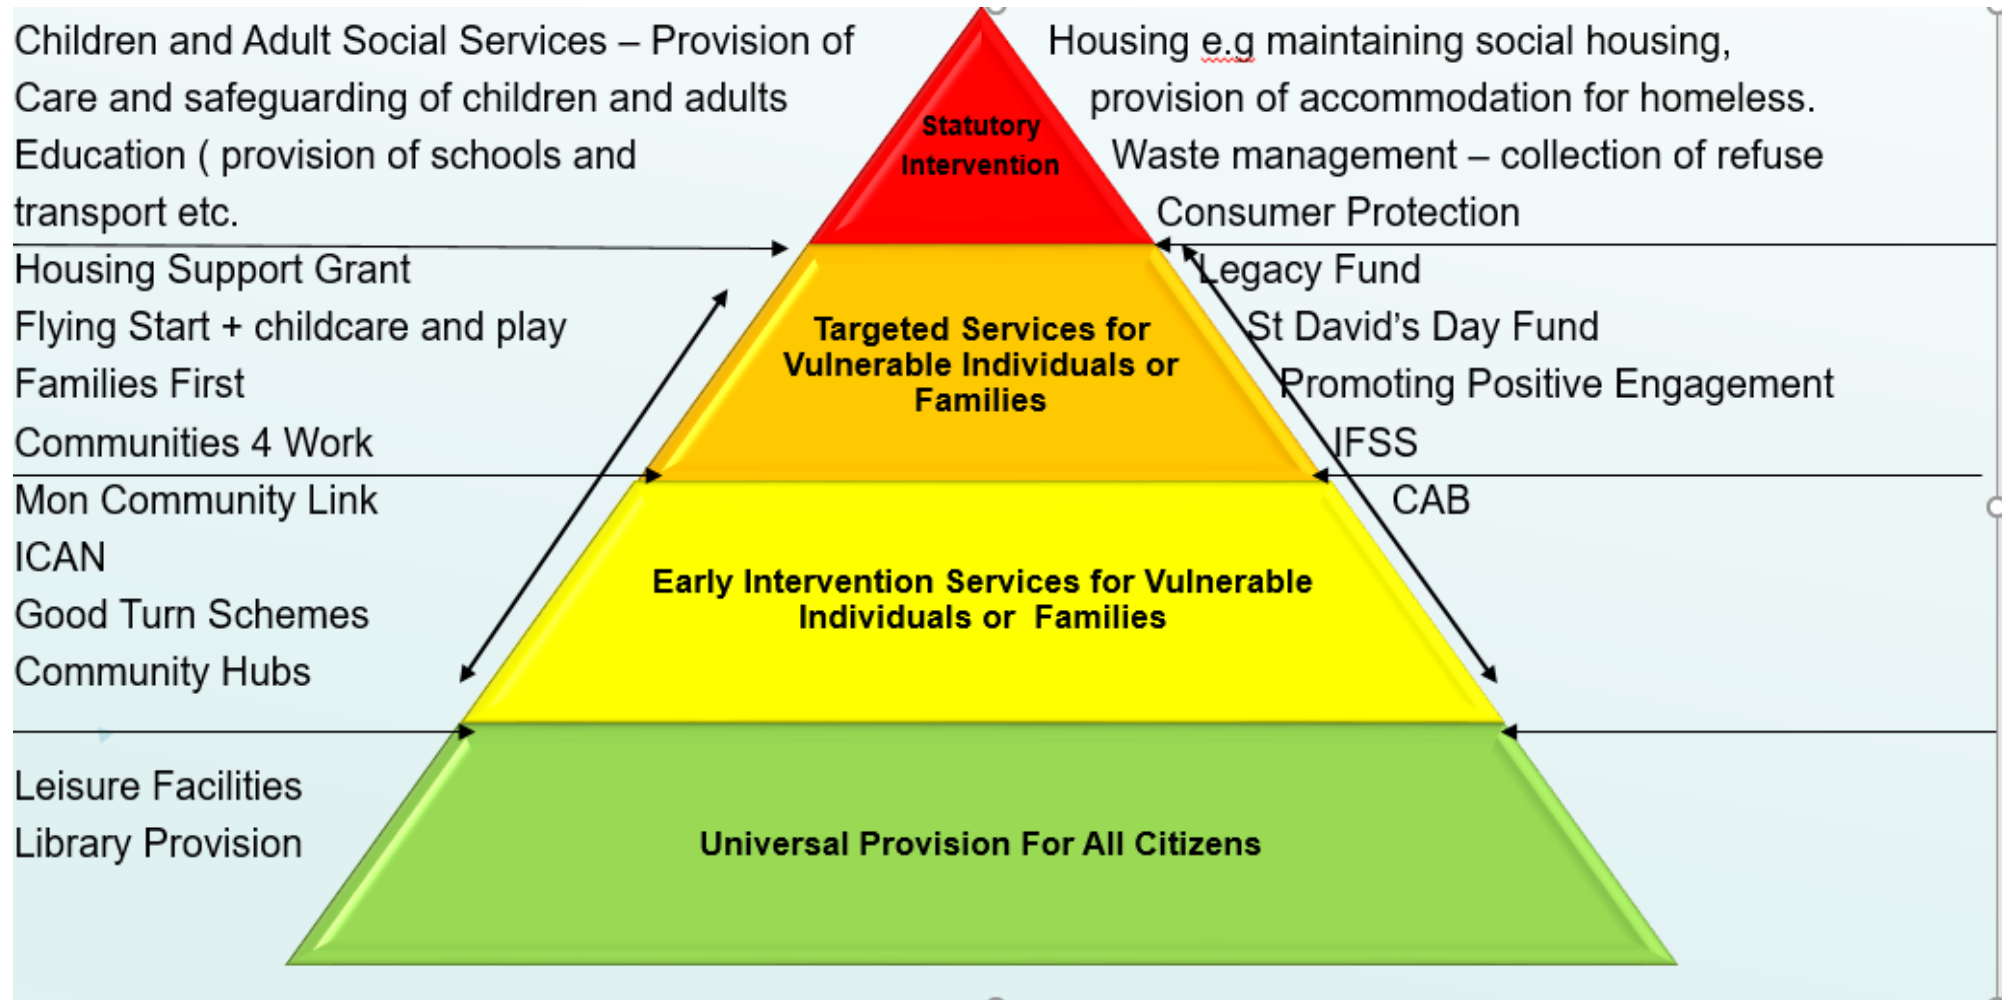 Children and Adult Social Services – Provision of
Care and safeguarding of children and adults
Education ( provision of schools and
transport etc.
Housing Support Grant
Flying Start + childcare and play
Families First
Communities 4 Work
Mon Community Link
ICAN
Good Turn Schemes
Community Hubs
Leisure Facilities
Library Provision
Statutory
Intervention
Targeted Services for
Vulnerable Individuals or
Families
Early Intervention Services for Vulnerable
Individuals or  Families
Universal Provision For All Citizens
Housing e.g maintaining social housing,
provision of accommodation for homeless.
Waste management – collection of refuse
Consumer Protection
Legacy Fund
St David’s Day Fund
Promoting Positive Engagement
IFSS
CAB